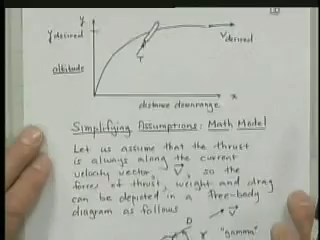 y
y desired
V desired
T
altitude
distance downrange
x
Simplifying Assumptions: Math Model
Let us assume that the thrust
is always along the current
velocity vector, V, so the
forces of thrust, weight and drag
can be depicted in a free-body
diagram as follows
V
D
γ "gamma"